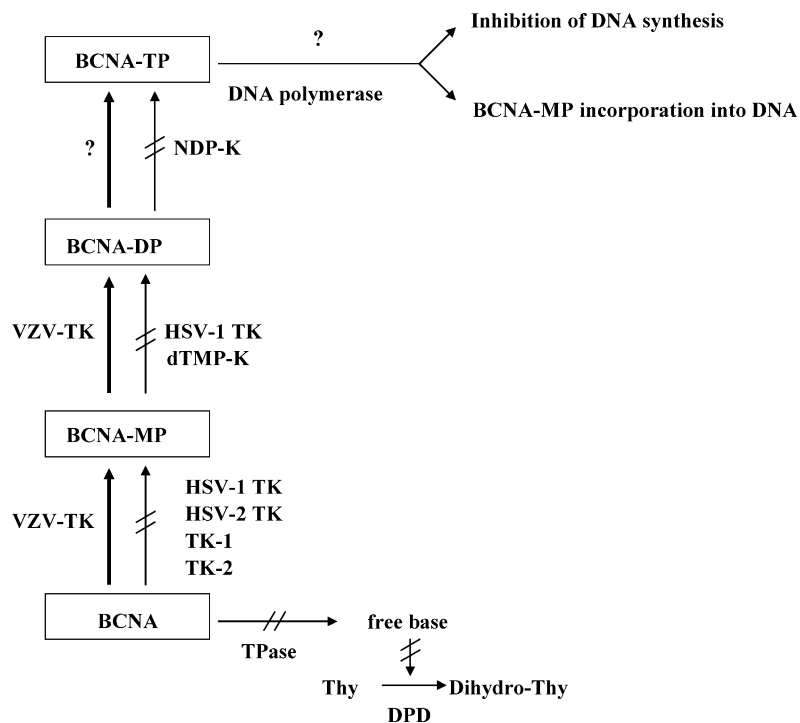 Inhibition of DNA synthesis
?
BCNA-TP
DNA polymerase
BCNA-MP incorporation into DNA
?
NDP-K
BCNA-DP
VZV-TK
HSV-1 TK
dTMP-K
BCNA-MP
HSV-1 TK
HSV-2 TK
VZV-TK
TK-1
TK-2
BCNA
free base
TPase
Thy
Dihydro-Thy
DPD